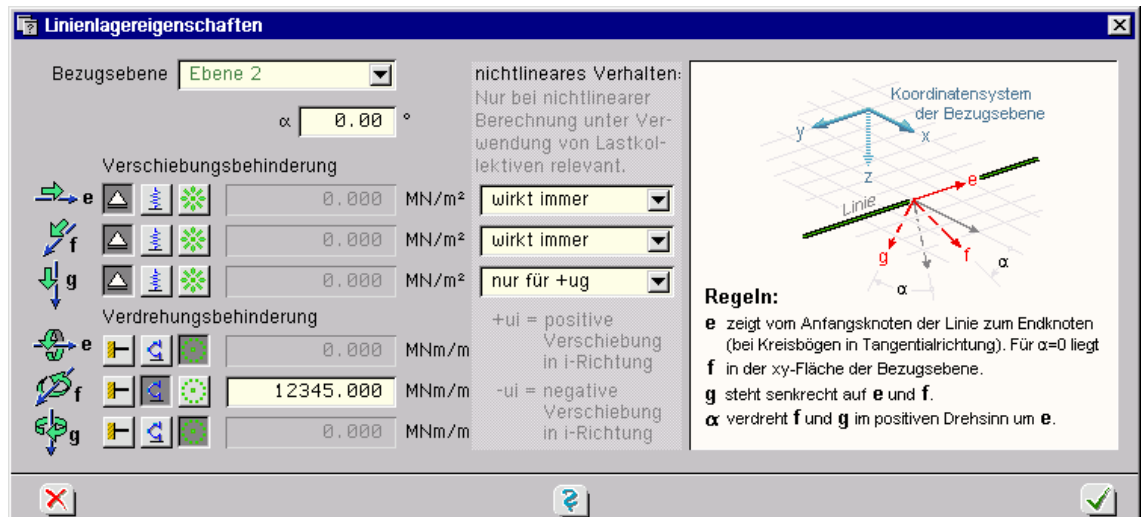 Linienlagereigenschaften
Bezugsebene Ebene 2
α 0.00 °
Verschiebungsbehinderung
e 0.000 MN/m² wirkt immer
f 0.000 MN/m² wirkt immer
g 0.000 MN/m² nur für +ug
Verdrehungsbehinderung
e 0.000 MNm/m
f 12345.000 MNm/m
g 0.000 MNm/m
nichtlineares Verhalten:
Nur bei nichtlinearer
Berechnung unter Ver-
wendung von Lastkol-
lektiven relevant.
+ui = positive
Verschiebung
in i-Richtung
-ui = negative
Verschiebung
in i-Richtung
Koordinatensystem
der Bezugsebene
y
x
z
e
Linie
g
f
α
α
Regeln:
e zeigt vom Anfangsknoten der Linie zum Endknoten
(bei Kreisbögen in Tangentialrichtung). Für α=0 liegt
f in der xy-Fläche der Bezugsebene.
g steht senkrecht auf e und f.
α verdreht f und g im positiven Drehsinn um e.